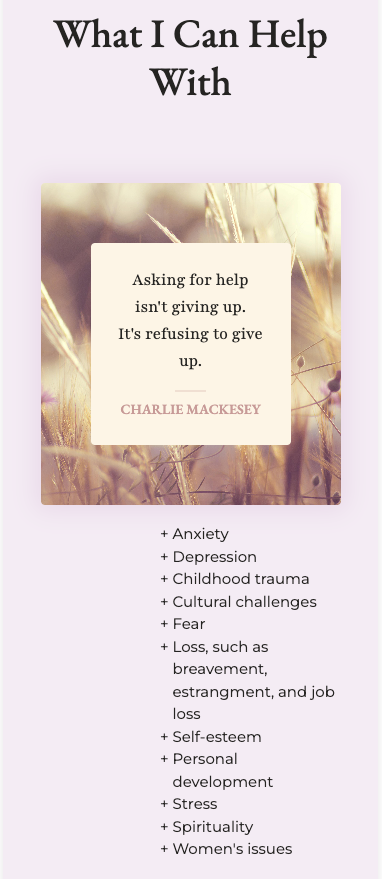 What I Can Help
With
Asking for help
isn't giving up.
It's refusing to give
up.
CHARLIE MACKESEY
+ Anxiety
+ Depression
+ Childhood trauma
+ Cultural challenges
+ Fear
+ Loss, such as
breavement,
estrangment, and job
loss
+ Self-esteem
+ Personal
development
+ Stress
+ Spirituality
+ Women's issues